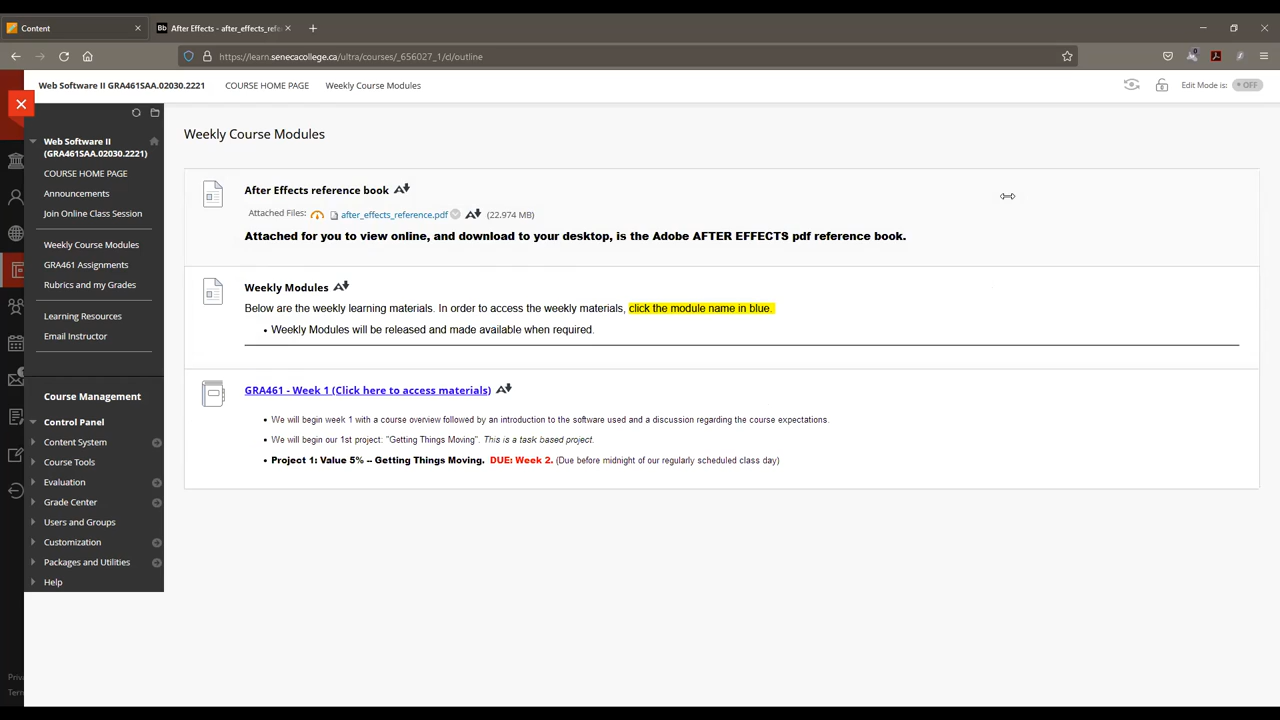 Content
After Effects - after_effects_refe
https://learn.senecacollege.ca/ultra/courses/_656027_1/cl/outline
Web Software II GRA461SAA.02030.2221
COURSE HOME PAGE
Weekly Course Modules
Edit Mode is: OFF
Web Software II
(GRA461SAA.02030.2221)
COURSE HOME PAGE
Announcements
Join Online Class Session
Weekly Course Modules
GRA461 Assignments
Rubrics and my Grades
Learning Resources
Email Instructor
Course Management
Control Panel
Content System
Course Tools
Evaluation
Grade Center
Users and Groups
Customization
Packages and Utilities
Help
Priv
Term
Weekly Course Modules
After Effects reference book
Attached Files: after_effects_reference.pdf (22.974 MB)
Attached for you to view online, and download to your desktop, is the Adobe AFTER EFFECTS pdf reference book.
Weekly Modules
Below are the weekly learning materials. In order to access the weekly materials, click the module name in blue.
• Weekly Modules will be released and made available when required.
GRA461 - Week 1 (Click here to access materials)
• We will begin week 1 with a course overview followed by an introduction to the software used and a discussion regarding the course expectations.
• We will begin our 1st project: "Getting Things Moving". This is a task based project.
• Project 1: Value 5% -- Getting Things Moving. DUE: Week 2. (Due before midnight of our regularly scheduled class day)